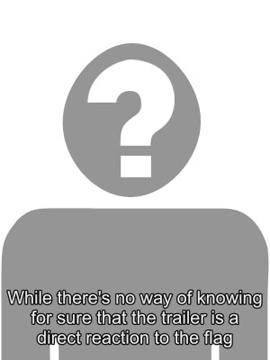 ?
While there's no way of knowing
for sure that the trailer is a
direct reaction to the flag